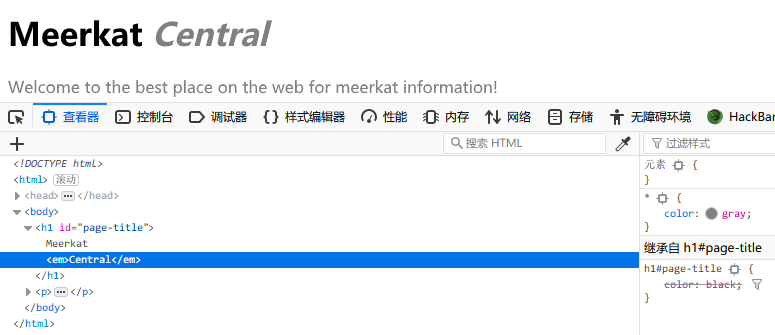 Meerkat Central
Welcome to the best place on the web for meerkat information!
查看器 控制台 调试器 {} 样式编辑器 性能 内存 网络 存储 无障碍环境 HackBar
+ 搜索 HTML 过滤样式
<!DOCTYPE html>
<html> 滚动
<head> ••• </head>
<body>
<h1 id="page-title">
Meerkat
<em>Central</em>
</h1>
<p> ••• </p>
</body>
</html>
元素 {
}
* {
color: gray;
}
继承自 h1#page-title
h1#page-title {
color: black;
}